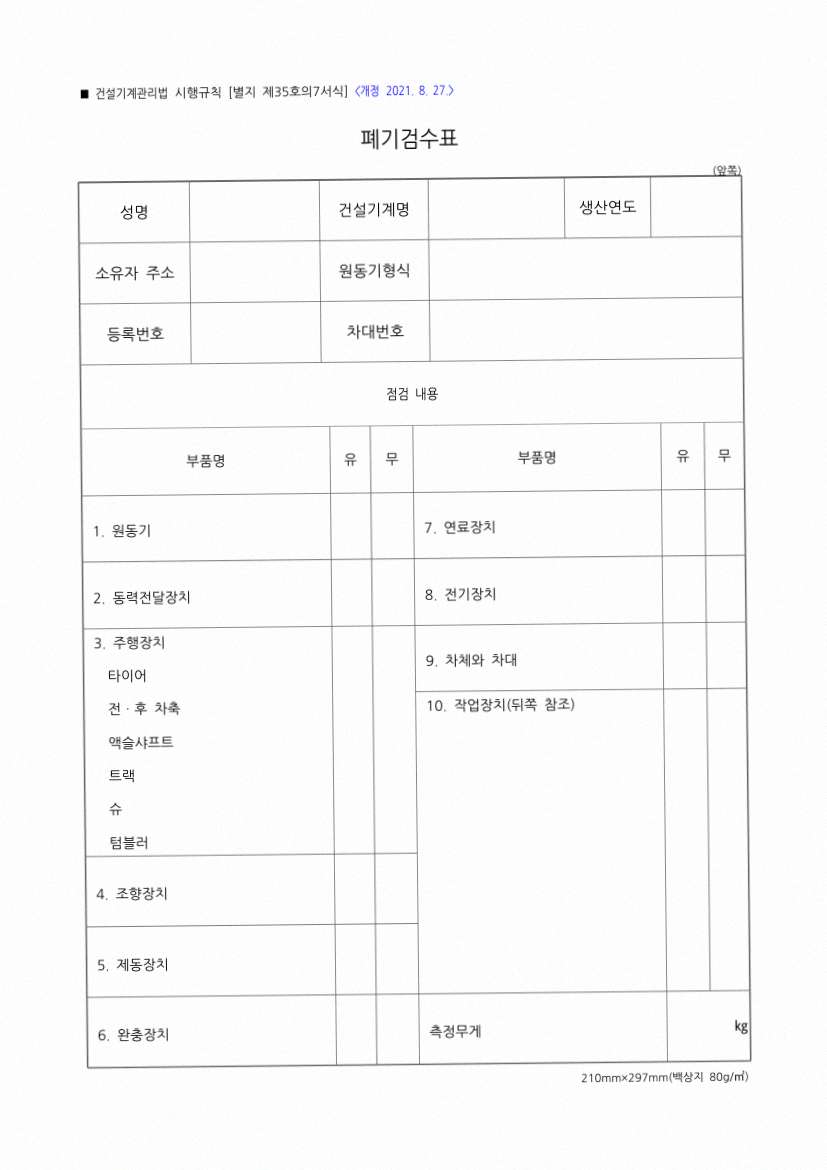 ■ 건설기계관리법 시행규칙 [별지 제35호의7서식] <개정 2021. 8. 27.>
폐기검수표
(앞쪽)
성명 건설기계명 생산연도
소유자 주소 원동기형식
등록번호 차대번호
점검 내용
부품명 유 무 부품명 유 무
1. 원동기 7. 연료장치
2. 동력전달장치 8. 전기장치
3. 주행장치
타이어
전ㆍ후 차축
액슬샤프트
트랙
슈
텀블러
9. 차체와 차대
10. 작업장치(뒤쪽 참조)
4. 조향장치
5. 제동장치
6. 완충장치 측정무게 kg
210mm×297mm(백상지 80g/㎡)